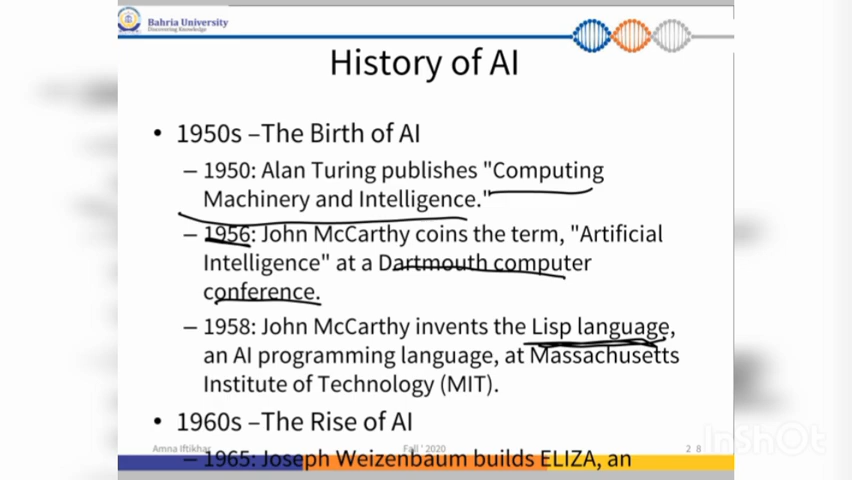 Bahria University
Discovering Knowledge
History of AI
• 1950s –The Birth of AI
– 1950: Alan Turing publishes "Computing
Machinery and Intelligence."
– 1956: John McCarthy coins the term, "Artificial
Intelligence" at a Dartmouth computer
conference.
– 1958: John McCarthy invents the Lisp language,
an AI programming language, at Massachusetts
Institute of Technology (MIT).
• 1960s –The Rise of AI
Amna Iftikhar
Fall ' 2020
2 8
InShOt
– 1965: Joseph Weizenbaum builds ELIZA, an